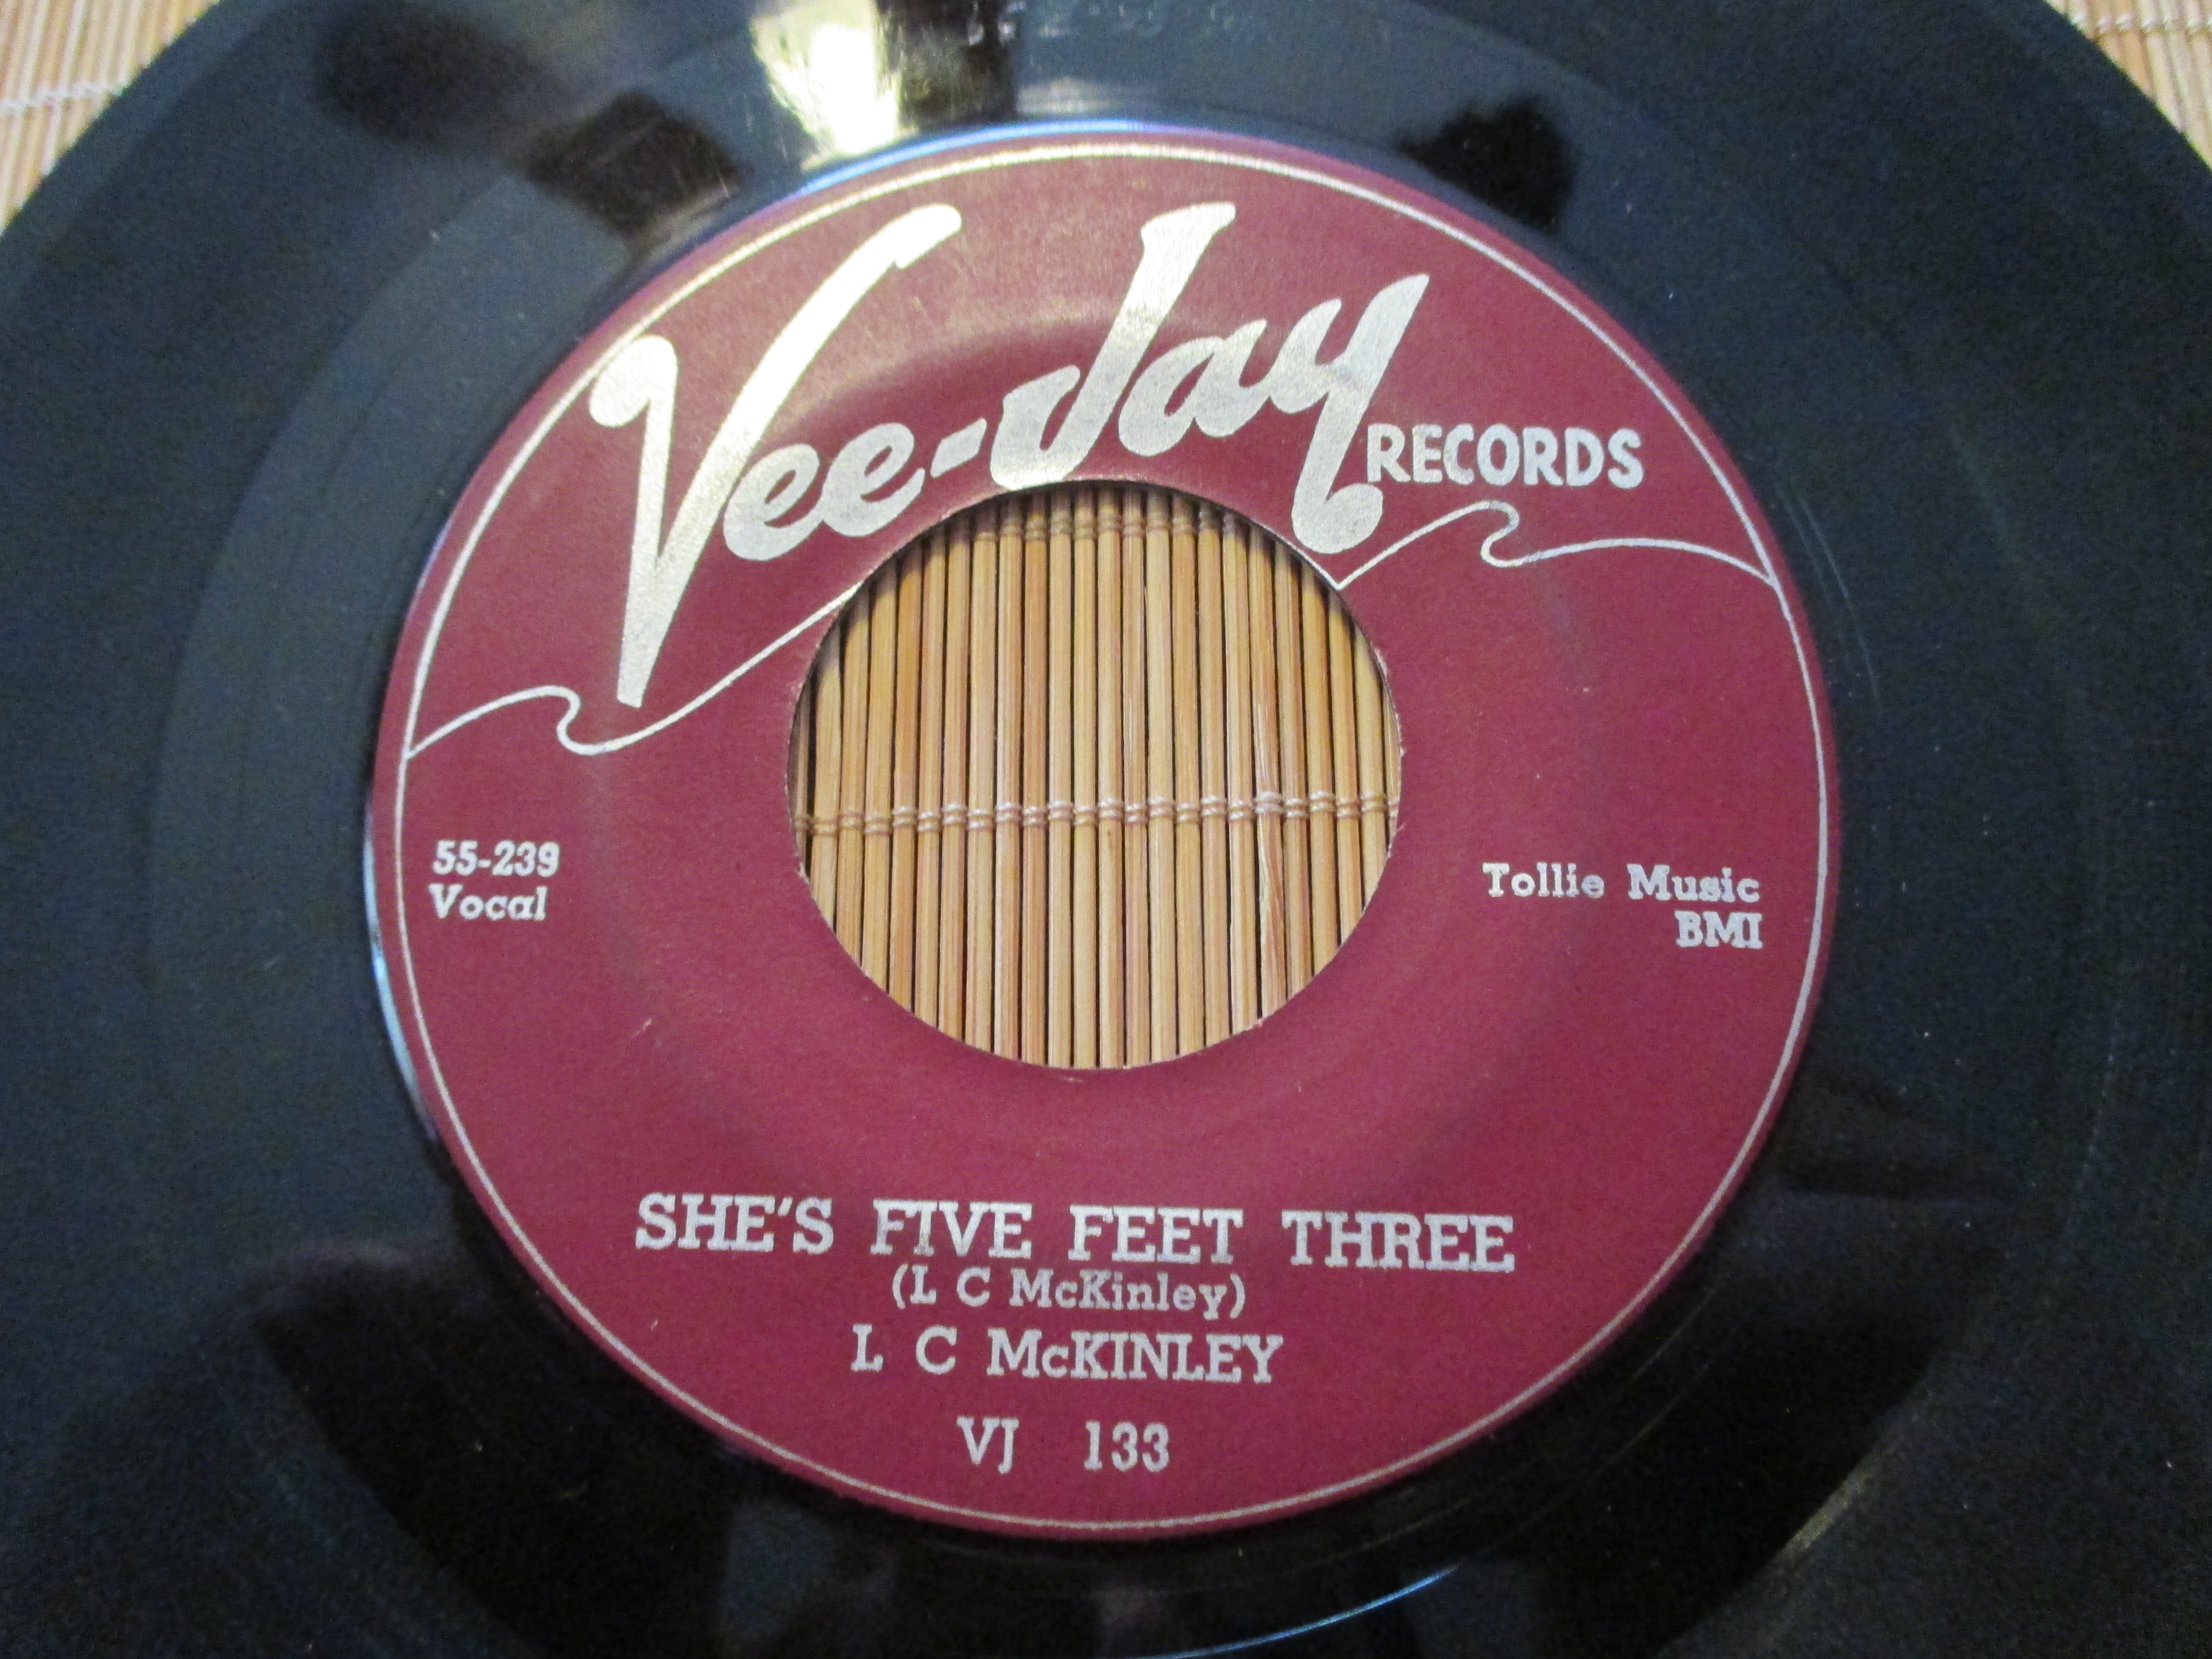 Vee-Jay RECORDS
55-239
Vocal
Tollie Music
BMI
SHE'S FIVE FEET THREE
(L C McKinley)
L C McKINLEY
VJ 133